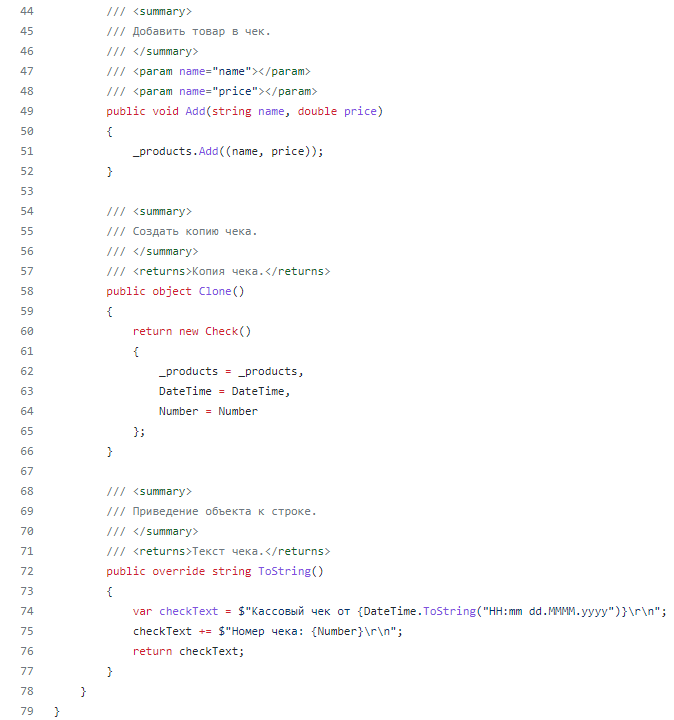 44 /// <summary>
45 /// Добавить товар в чек.
46 /// </summary>
47 /// <param name="name"></param>
48 /// <param name="price"></param>
49 public void Add(string name, double price)
50 {
51 _products.Add((name, price));
52 }
53
54 /// <summary>
55 /// Создать копию чека.
56 /// </summary>
57 /// <returns>Копия чека.</returns>
58 public object Clone()
59 {
60 return new Check()
61 {
62 _products = _products,
63 DateTime = DateTime,
64 Number = Number
65 };
66 }
67
68 /// <summary>
69 /// Приведение объекта к строке.
70 /// </summary>
71 /// <returns>Текст чека.</returns>
72 public override string ToString()
73 {
74 var checkText = $"Кассовый чек от {DateTime.ToString("HH:mm dd.MMMM.yyyy")}\r\n";
75 checkText += $"Номер чека: {Number}\r\n";
76 return checkText;
77 }
78 }
79 }